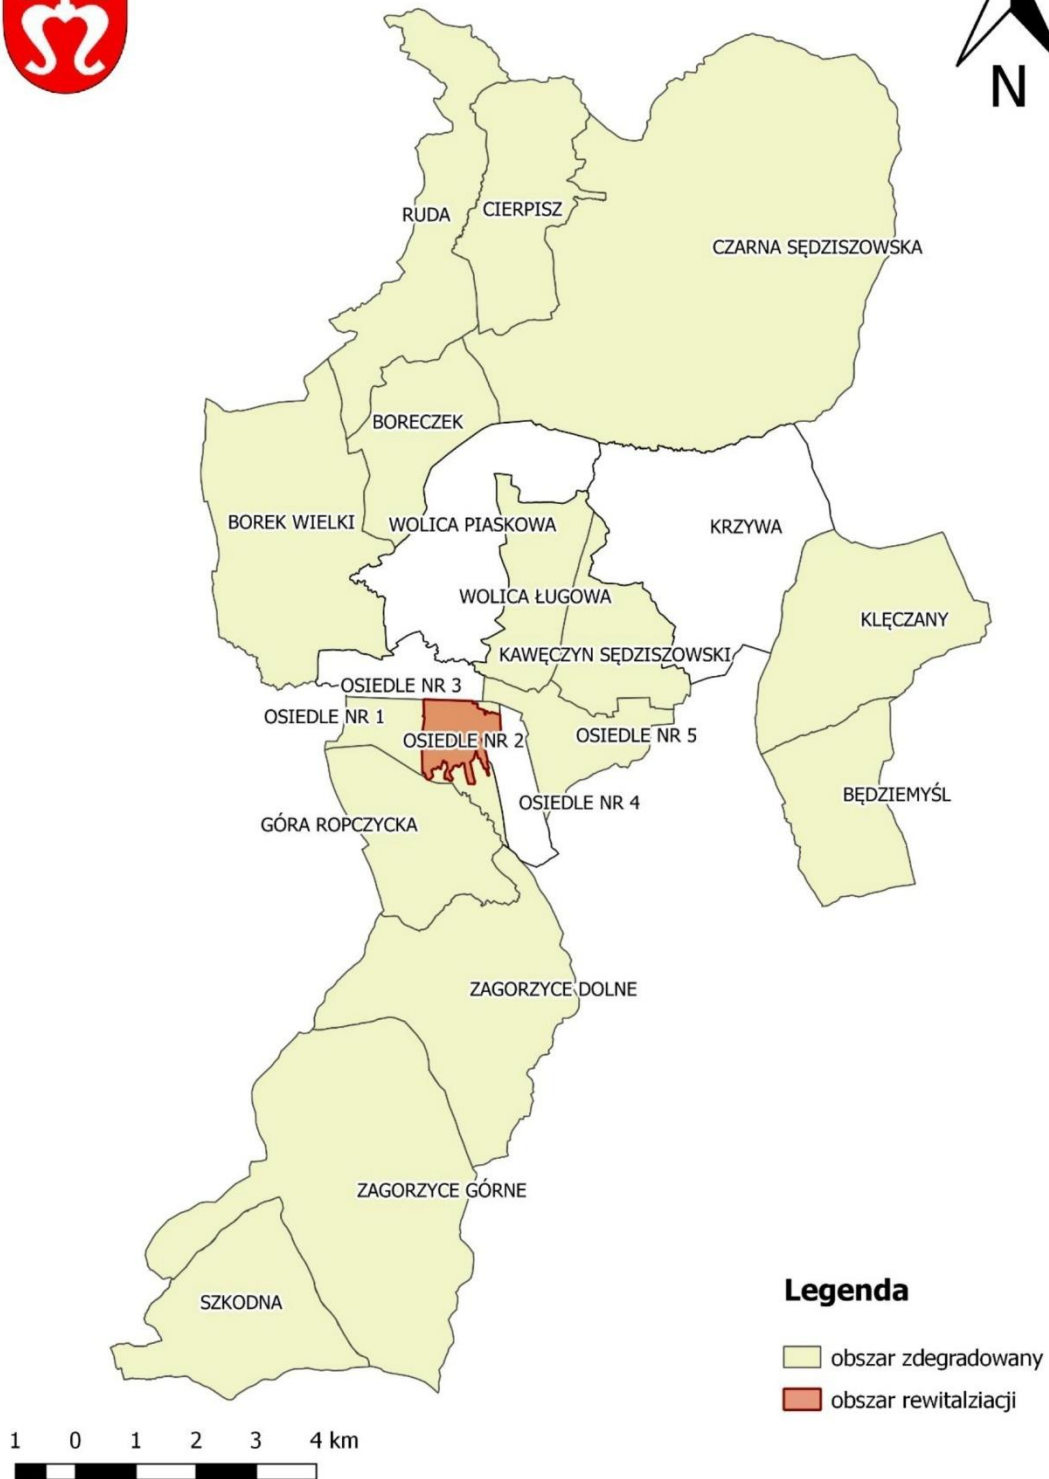 N
RUDA
CIERPISZ
CZARNA SĘDZISZOWSKA
BORECZEK
BOREK WIELKI
WOLICA PIASKOWA
KRZYWA
WOLICA ŁUGOWA
KLĘCZANY
KAWĘCZYN SĘDZISZOWSKI
OSIEDLE NR 3
OSIEDLE NR 1
OSIEDLE NR 2
OSIEDLE NR 5
OSIEDLE NR 4
BĘDZIEMYŚL
GÓRA ROPCZYCKA
ZAGORZYCE DOLNE
ZAGORZYCE GÓRNE
SZKODNA
Legenda
obszar zdegradowany
obszar rewitalziacji
1 0 1 2 3 4 km